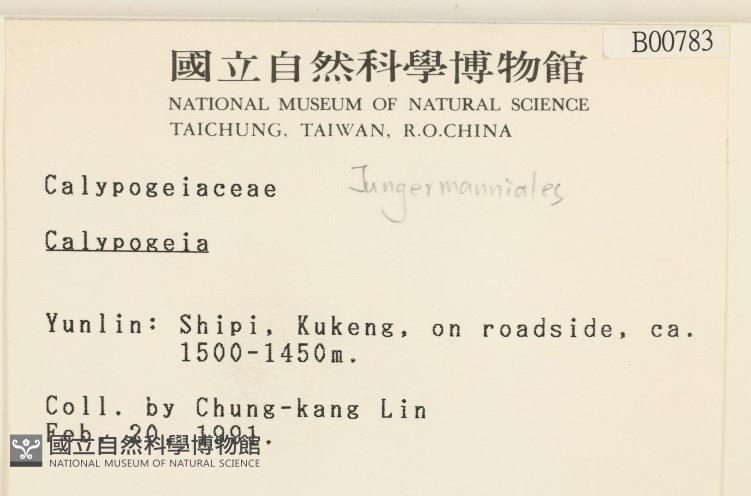 B00783
國立自然科學博物館
NATIONAL MUSEUM OF NATURAL SCIENCE
TAICHUNG, TAIWAN, R.O.CHINA
Calypogeiaceae Jungermanniales
Calypogeia
Yunlin: Shipi, Kukeng, on roadside, ca.
1500-1450m.
Coll. by Chung-kang Lin
Feb. 20, 1991.
國立自然科學博物館
NATIONAL MUSEUM OF NATURAL SCIENCE